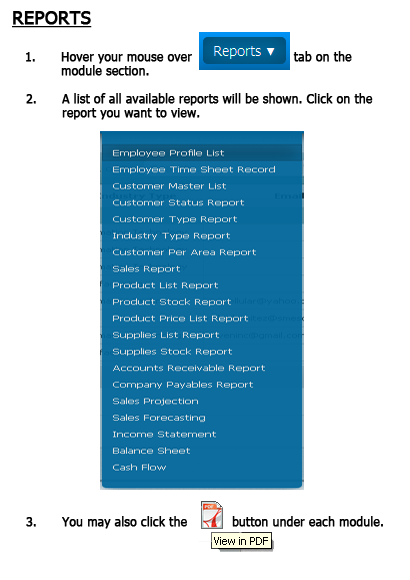 REPORTS
1. Hover your mouse over Reports ▼ tab on the
module section.
2. A list of all available reports will be shown. Click on the
report you want to view.
Employee Profile List
Employee Time Sheet Record
Customer Master List
Customer Status Report
Customer Type Report
Industry Type Report
Customer Per Area Report
Sales Report
Product List Report
Product Stock Report
Product Price List Report
Supplies List Report
Supplies Stock Report
Accounts Receivable Report
Company Payables Report
Sales Projection
Sales Forecasting
Income Statement
Balance Sheet
Cash Flow
3. You may also click the PDF button under each module.
View in PDF